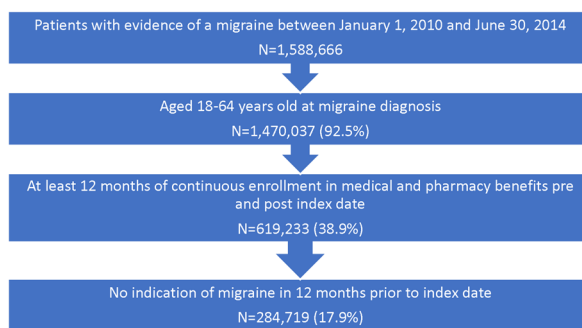 Patients with evidence of a migraine between January 1, 2010 and June 30, 2014
N=1,588,666
Aged 18-64 years old at migraine diagnosis
N=1,470,037 (92.5%)
At least 12 months of continuous enrollment in medical and pharmacy benefits pre
and post index date
N=619,233 (38.9%)
No indication of migraine in 12 months prior to index date
N=284,719 (17.9%)